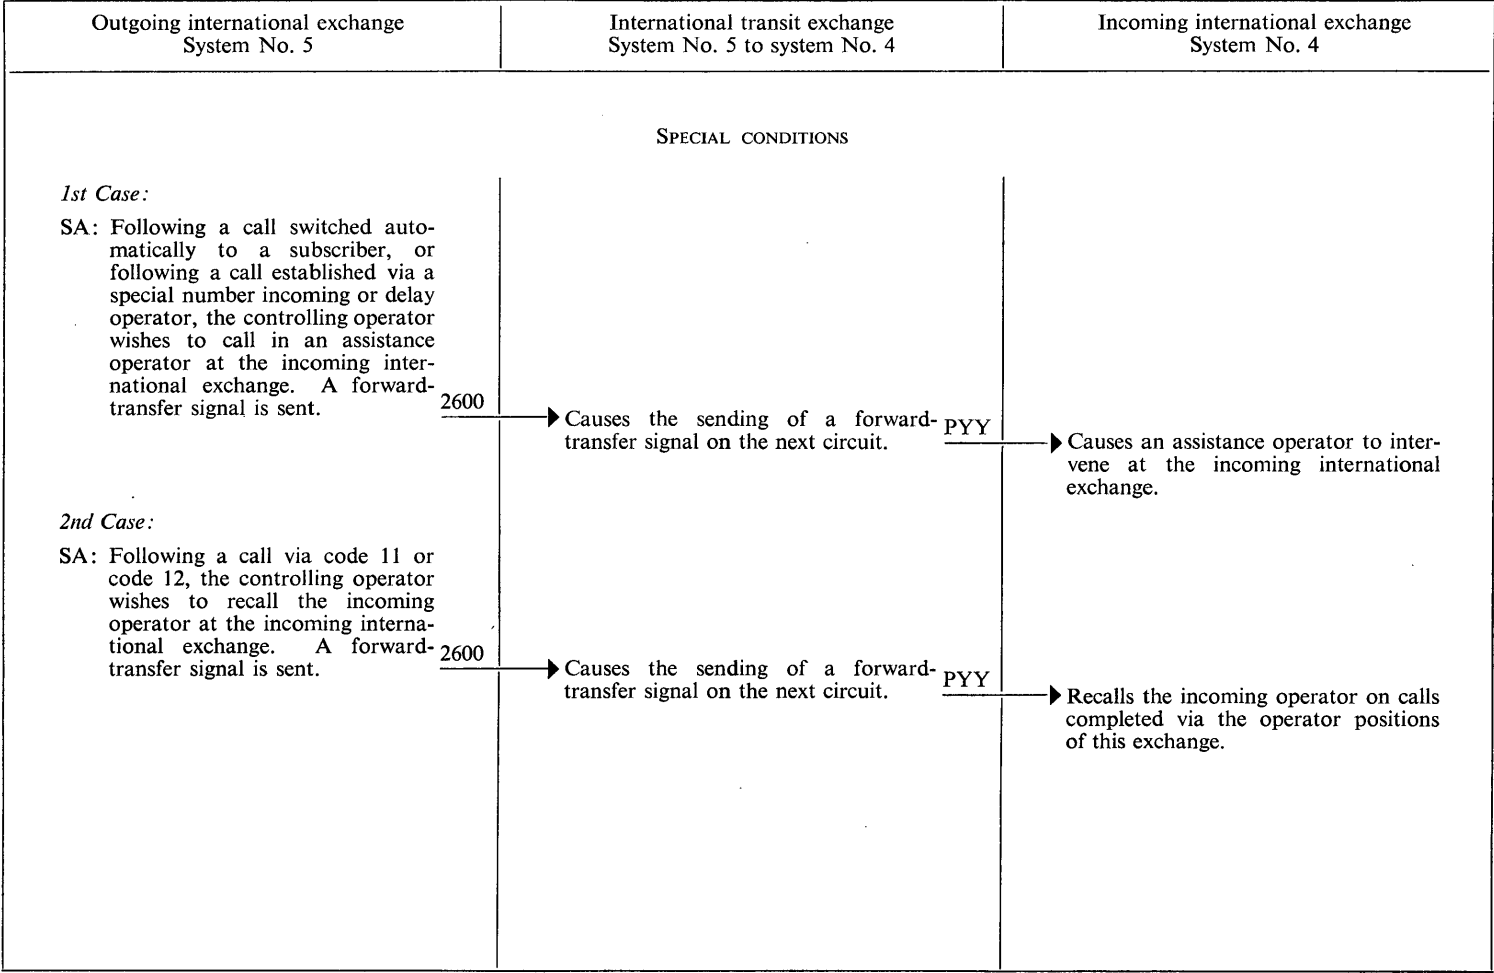 Outgoing international exchange
System No. 5
International transit exchange
System No. 5 to system No. 4
Incoming international exchange
System No. 4
SPECIAL CONDITIONS
1st Case:
SA: Following a call switched auto-
matically to a subscriber, or
following a call established via a
special number incoming or delay
operator, the controlling operator
wishes to call in an assistance
operator at the incoming inter-
national exchange. A forward-
transfer signal is sent.
2600
Causes the sending of a forward-
transfer signal on the next circuit.
PYY
Causes an assistance operator to inter-
vene at the incoming international
exchange.
2nd Case:
SA: Following a call via code 11 or
code 12, the controlling operator
wishes to recall the incoming
operator at the incoming interna-
tional exchange. A forward-
transfer signal is sent.
2600
Causes the sending of a forward-
transfer signal on the next circuit.
PYY
Recalls the incoming operator on calls
completed via the operator positions
of this exchange.